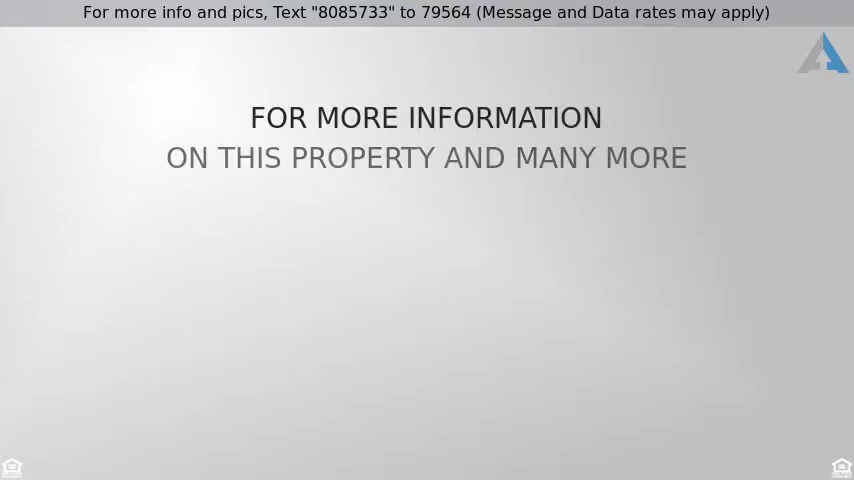 For more info and pics, Text "8085733" to 79564 (Message and Data rates may apply)
FOR MORE INFORMATION
ON THIS PROPERTY AND MANY MORE